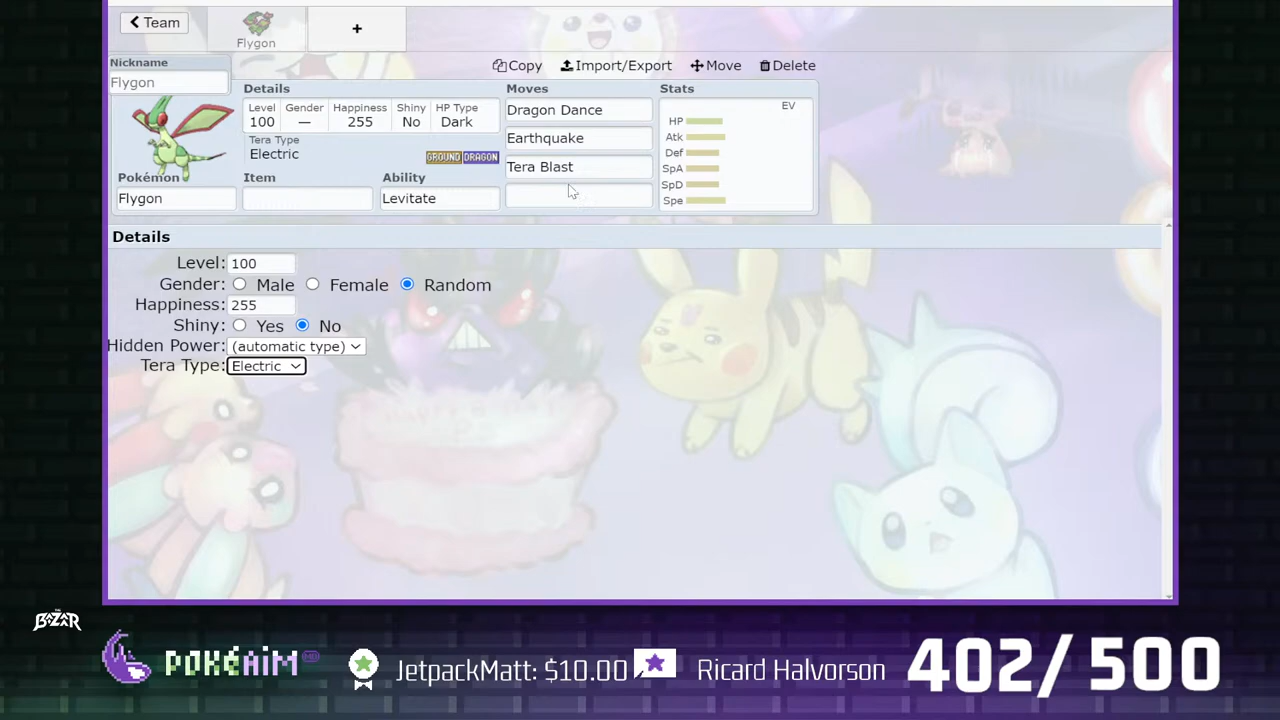 Team
Flygon
+
Nickname
Flygon
Copy Import/Export Move Delete
Details
Level Gender Happiness Shiny HP Type
100 — 255 No Dark
Tera Type
Electric
GROUND DRAGON
Pokémon Item Ability
Flygon Levitate
Moves
Dragon Dance
Earthquake
Tera Blast
Stats
EV
HP
Atk
Def
SpA
SpD
Spe
Details
Level: 100
Gender: Male Female Random
Happiness: 255
Shiny: Yes No
Hidden Power: (automatic type)
Tera Type: Electric
THE BAZAR
POKÉAIM MD JetpackMatt: $10.00 Ricard Halvorson 402/500